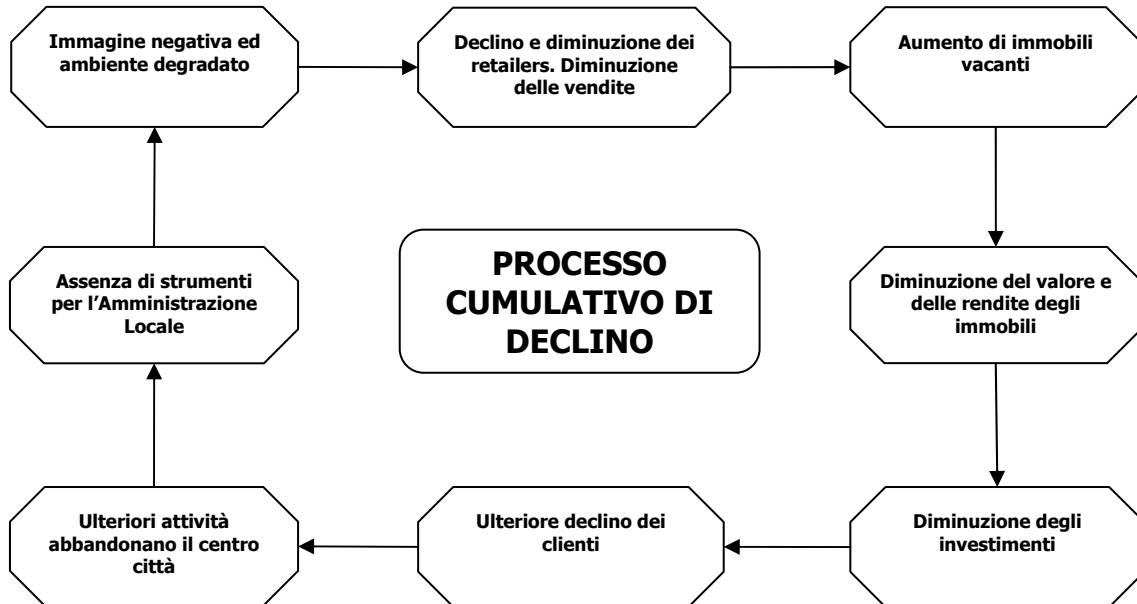 Immagine negativa ed
ambiente degradato
Declino e diminuzione dei
retailers. Diminuzione
delle vendite
Aumento di immobili
vacanti
Assenza di strumenti
per l’Amministrazione
Locale
PROCESSO
CUMULATIVO DI
DECLINO
Diminuzione del valore e
delle rendite degli
immobili
Ulteriori attività
abbandonano il centro
città
Ulteriore declino dei
clienti
Diminuzione degli
investimenti